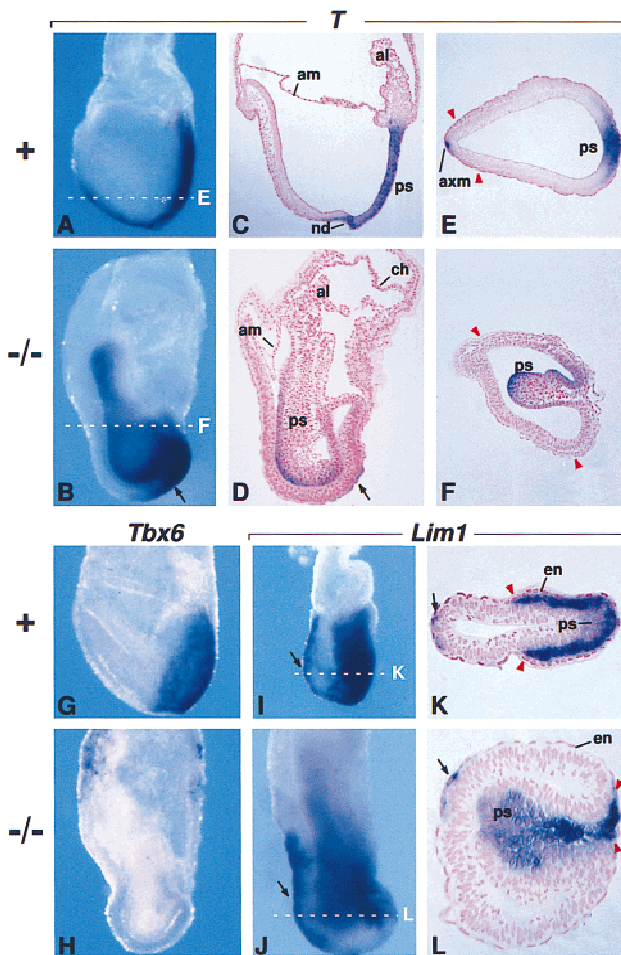 T
+
A
E
am
al
ps
nd
C
ps
axm
E
-/-
B
F
ch
al
am
ps
D
ps
F
Tbx6
Lim1
+
G
I
K
en
ps
K
-/-
H
J
L
en
ps
L